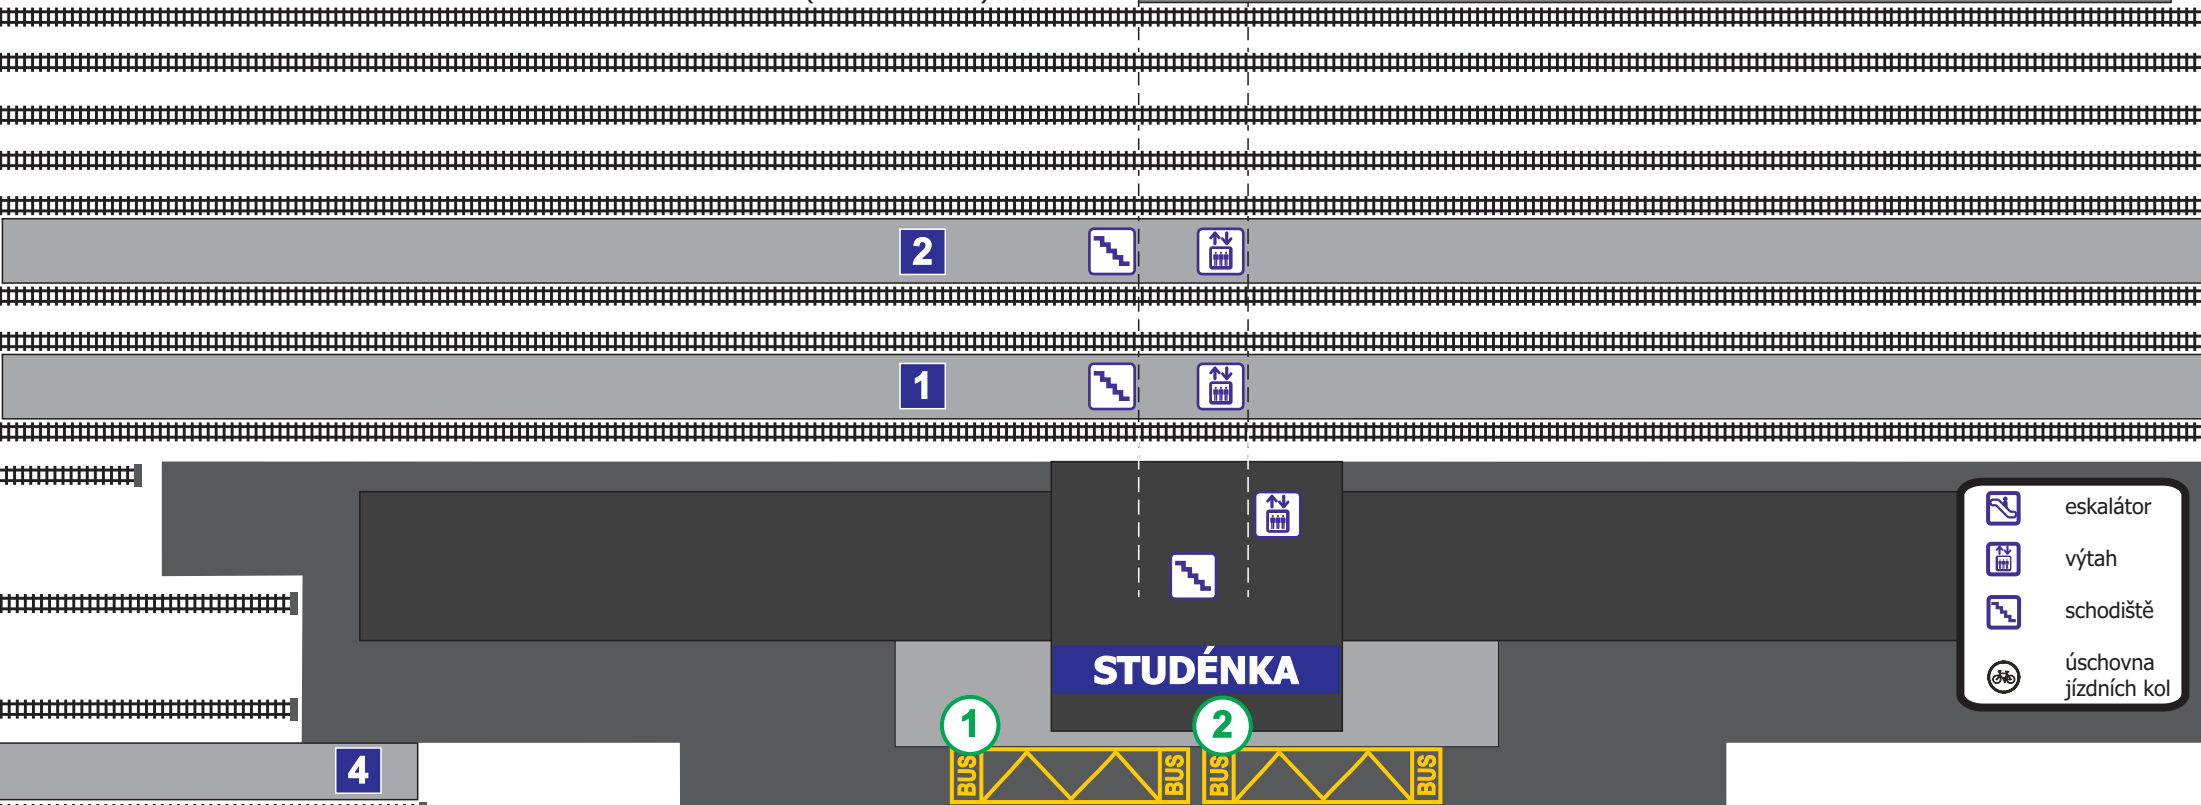 2
1
eskalátor
výtah
schodiště
úschovna
jízdních kol
STUDÉNKA
1
2
4
BUS
BUS
BUS
BUS